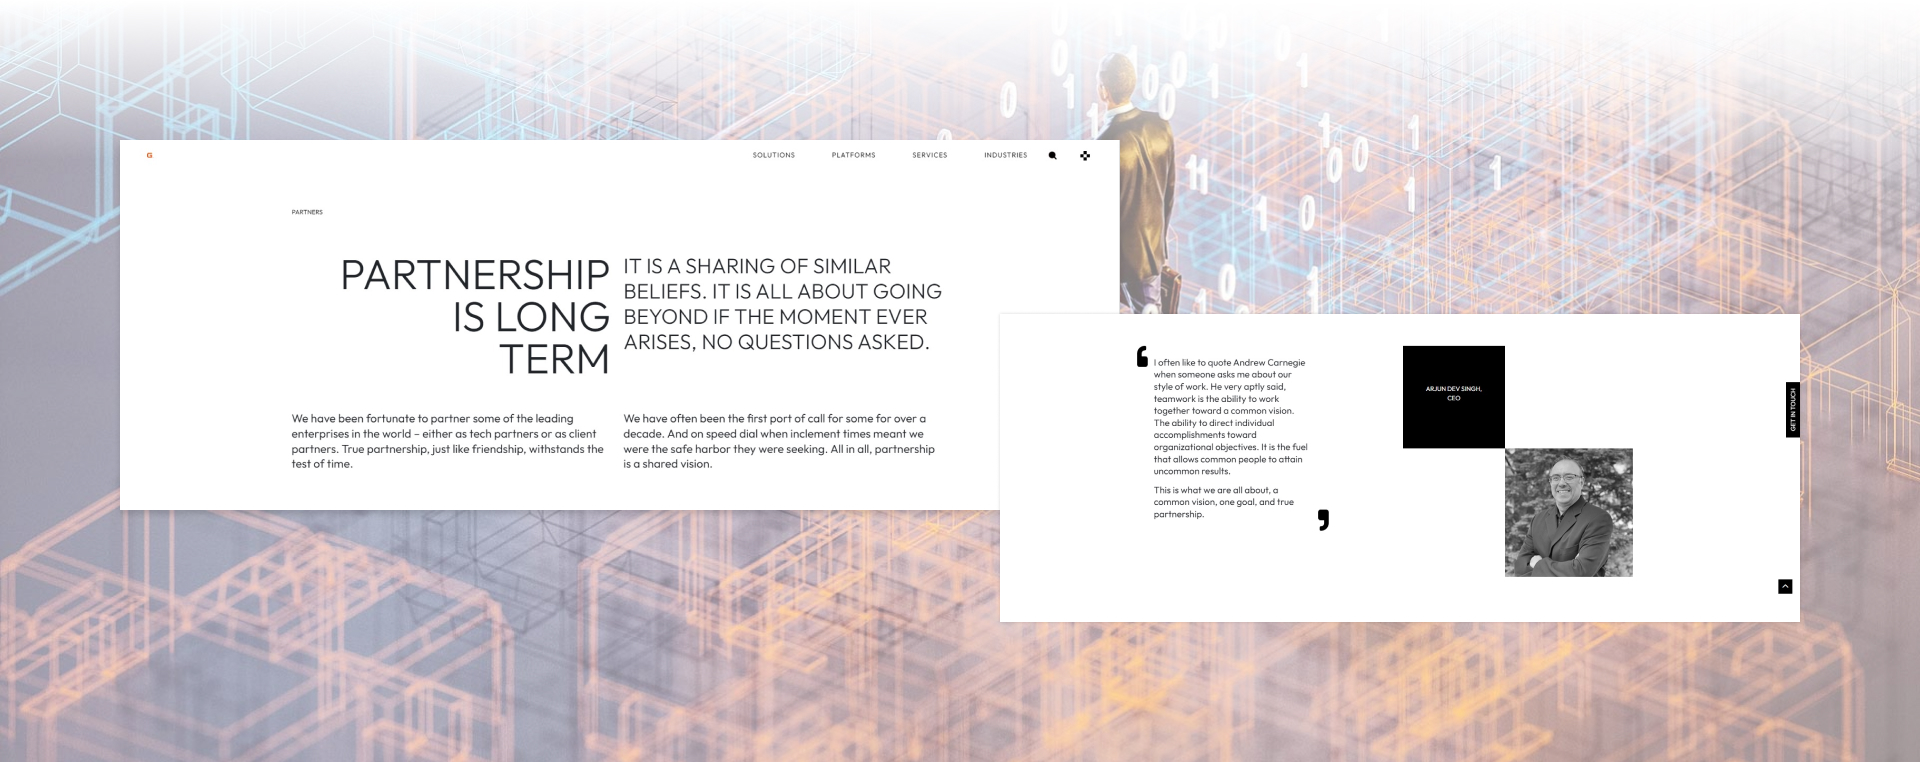 G
SOLUTIONS PLATFORMS SERVICES INDUSTRIES
PARTNERS
PARTNERSHIP
IS LONG
TERM
IT IS A SHARING OF SIMILAR
BELIEFS. IT IS ALL ABOUT GOING
BEYOND IF THE MOMENT EVER
ARISES, NO QUESTIONS ASKED.
We have been fortunate to partner some of the leading
enterprises in the world – either as tech partners or as client
partners. True partnership, just like friendship, withstands the
test of time.
We have often been the first port of call for some for over a
decade. And on speed dial when inclement times meant we
were the safe harbor they were seeking. All in all, partnership
is a shared vision.
I often like to quote Andrew Carnegie
when someone asks me about our
style of work. He very aptly said,
teamwork is the ability to work
together toward a common vision.
The ability to direct individual
accomplishments toward
organizational objectives. It is the fuel
that allows common people to attain
uncommon results.
This is what we are all about, a
common vision, one goal, and true
partnership.
ARJUN DEV SINGH,
CEO
GET IN TOUCH